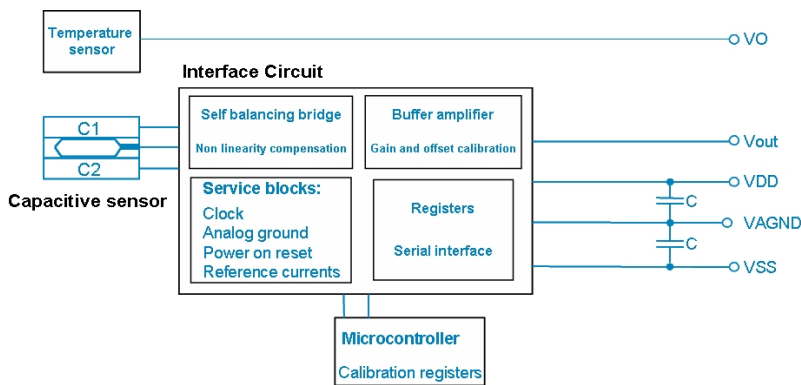 Temperature
sensor
VO
Interface Circuit
Self balancing bridge
Non linearity compensation
Buffer amplifier
Gain and offset calibration
C1
C2
Capacitive sensor
Vout
Service blocks:
Clock
Analog ground
Power on reset
Reference currents
Registers
Serial interface
VDD
C
VAGND
C
VSS
Microcontroller
Calibration registers